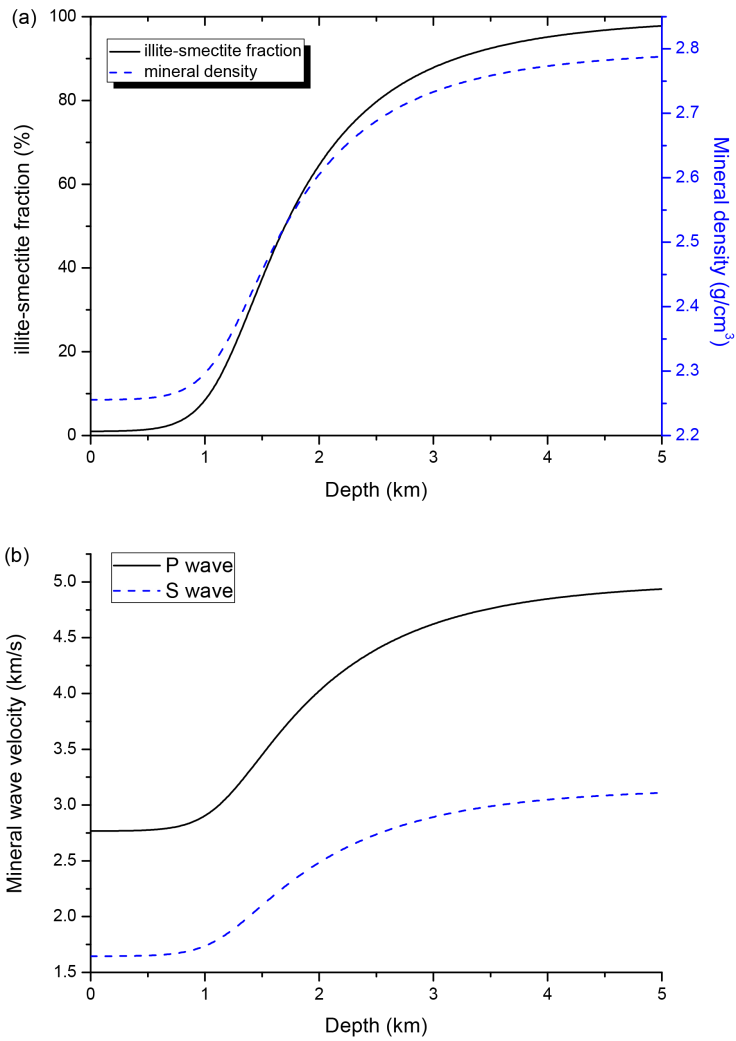 (a)
illite-smectite fraction
mineral density
100
80
60
40
20
0
illite-smectite fraction (%)
2.8
2.7
2.6
2.5
2.4
2.3
2.2
Mineral density (g/cm³)
0 1 2 3 4 5
Depth (km)
(b)
P wave
S wave
5.0
4.5
4.0
3.5
3.0
2.5
2.0
1.5
Mineral wave velocity (km/s)
0 1 2 3 4 5
Depth (km)